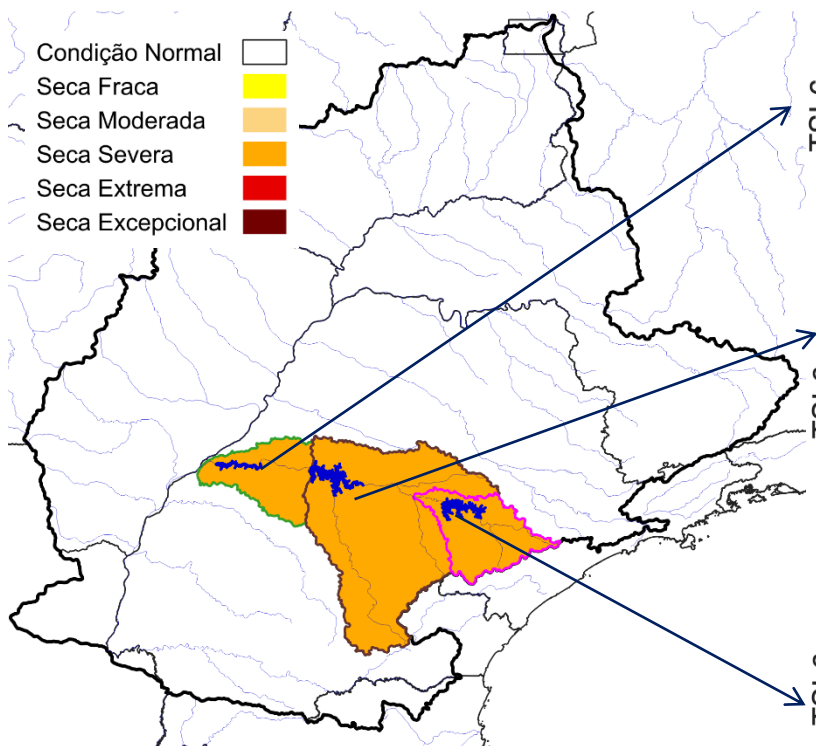 Condição Normal
Seca Fraca
Seca Moderada
Seca Severa
Seca Extrema
Seca Excepcional